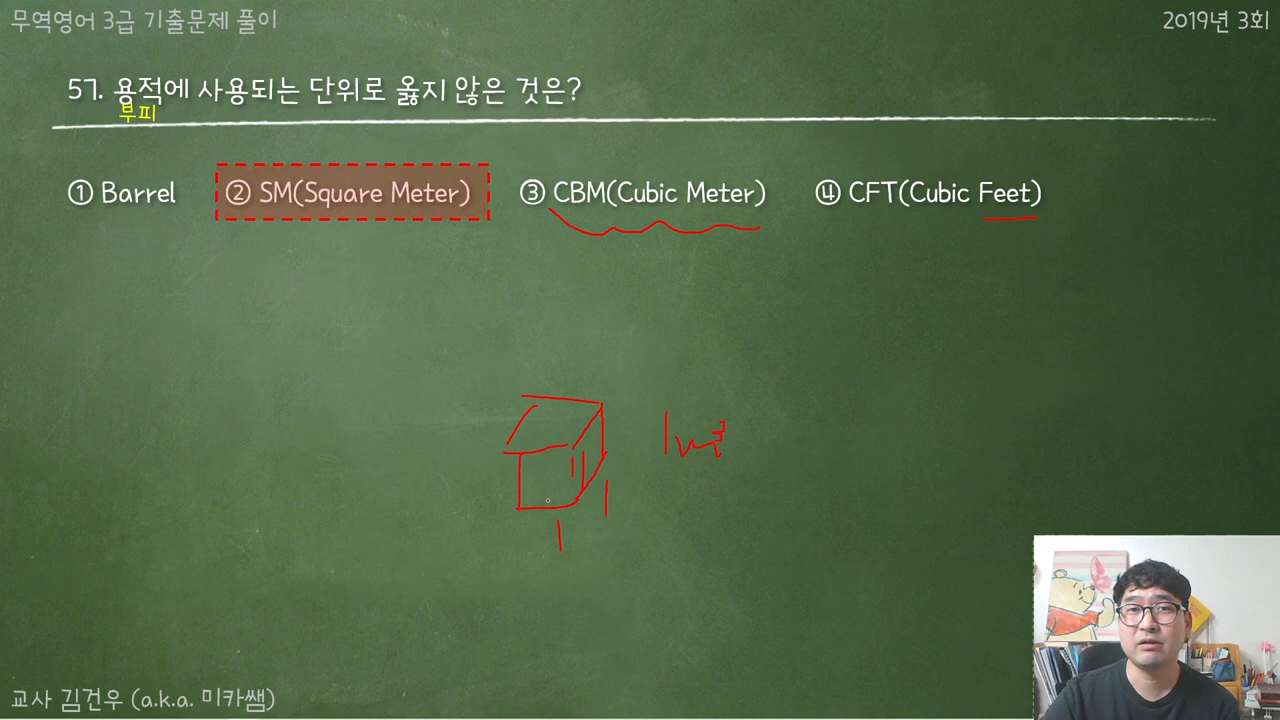 무역영어 3급 기출문제 풀이
2019년 3회
57. 용적에 사용되는 단위로 옳지 않은 것은?
부피
① Barrel ② SM(Square Meter) ③ CBM(Cubic Meter) ④ CFT(Cubic Feet)
1m³
1
1
교사 김건우 (a.k.a. 미카쌤)